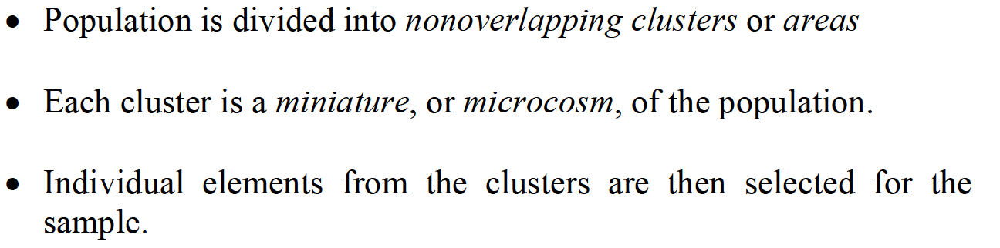 • Population is divided into nonoverlapping clusters or areas
• Each cluster is a miniature, or microcosm, of the population.
• Individual elements from the clusters are then selected for the
sample.